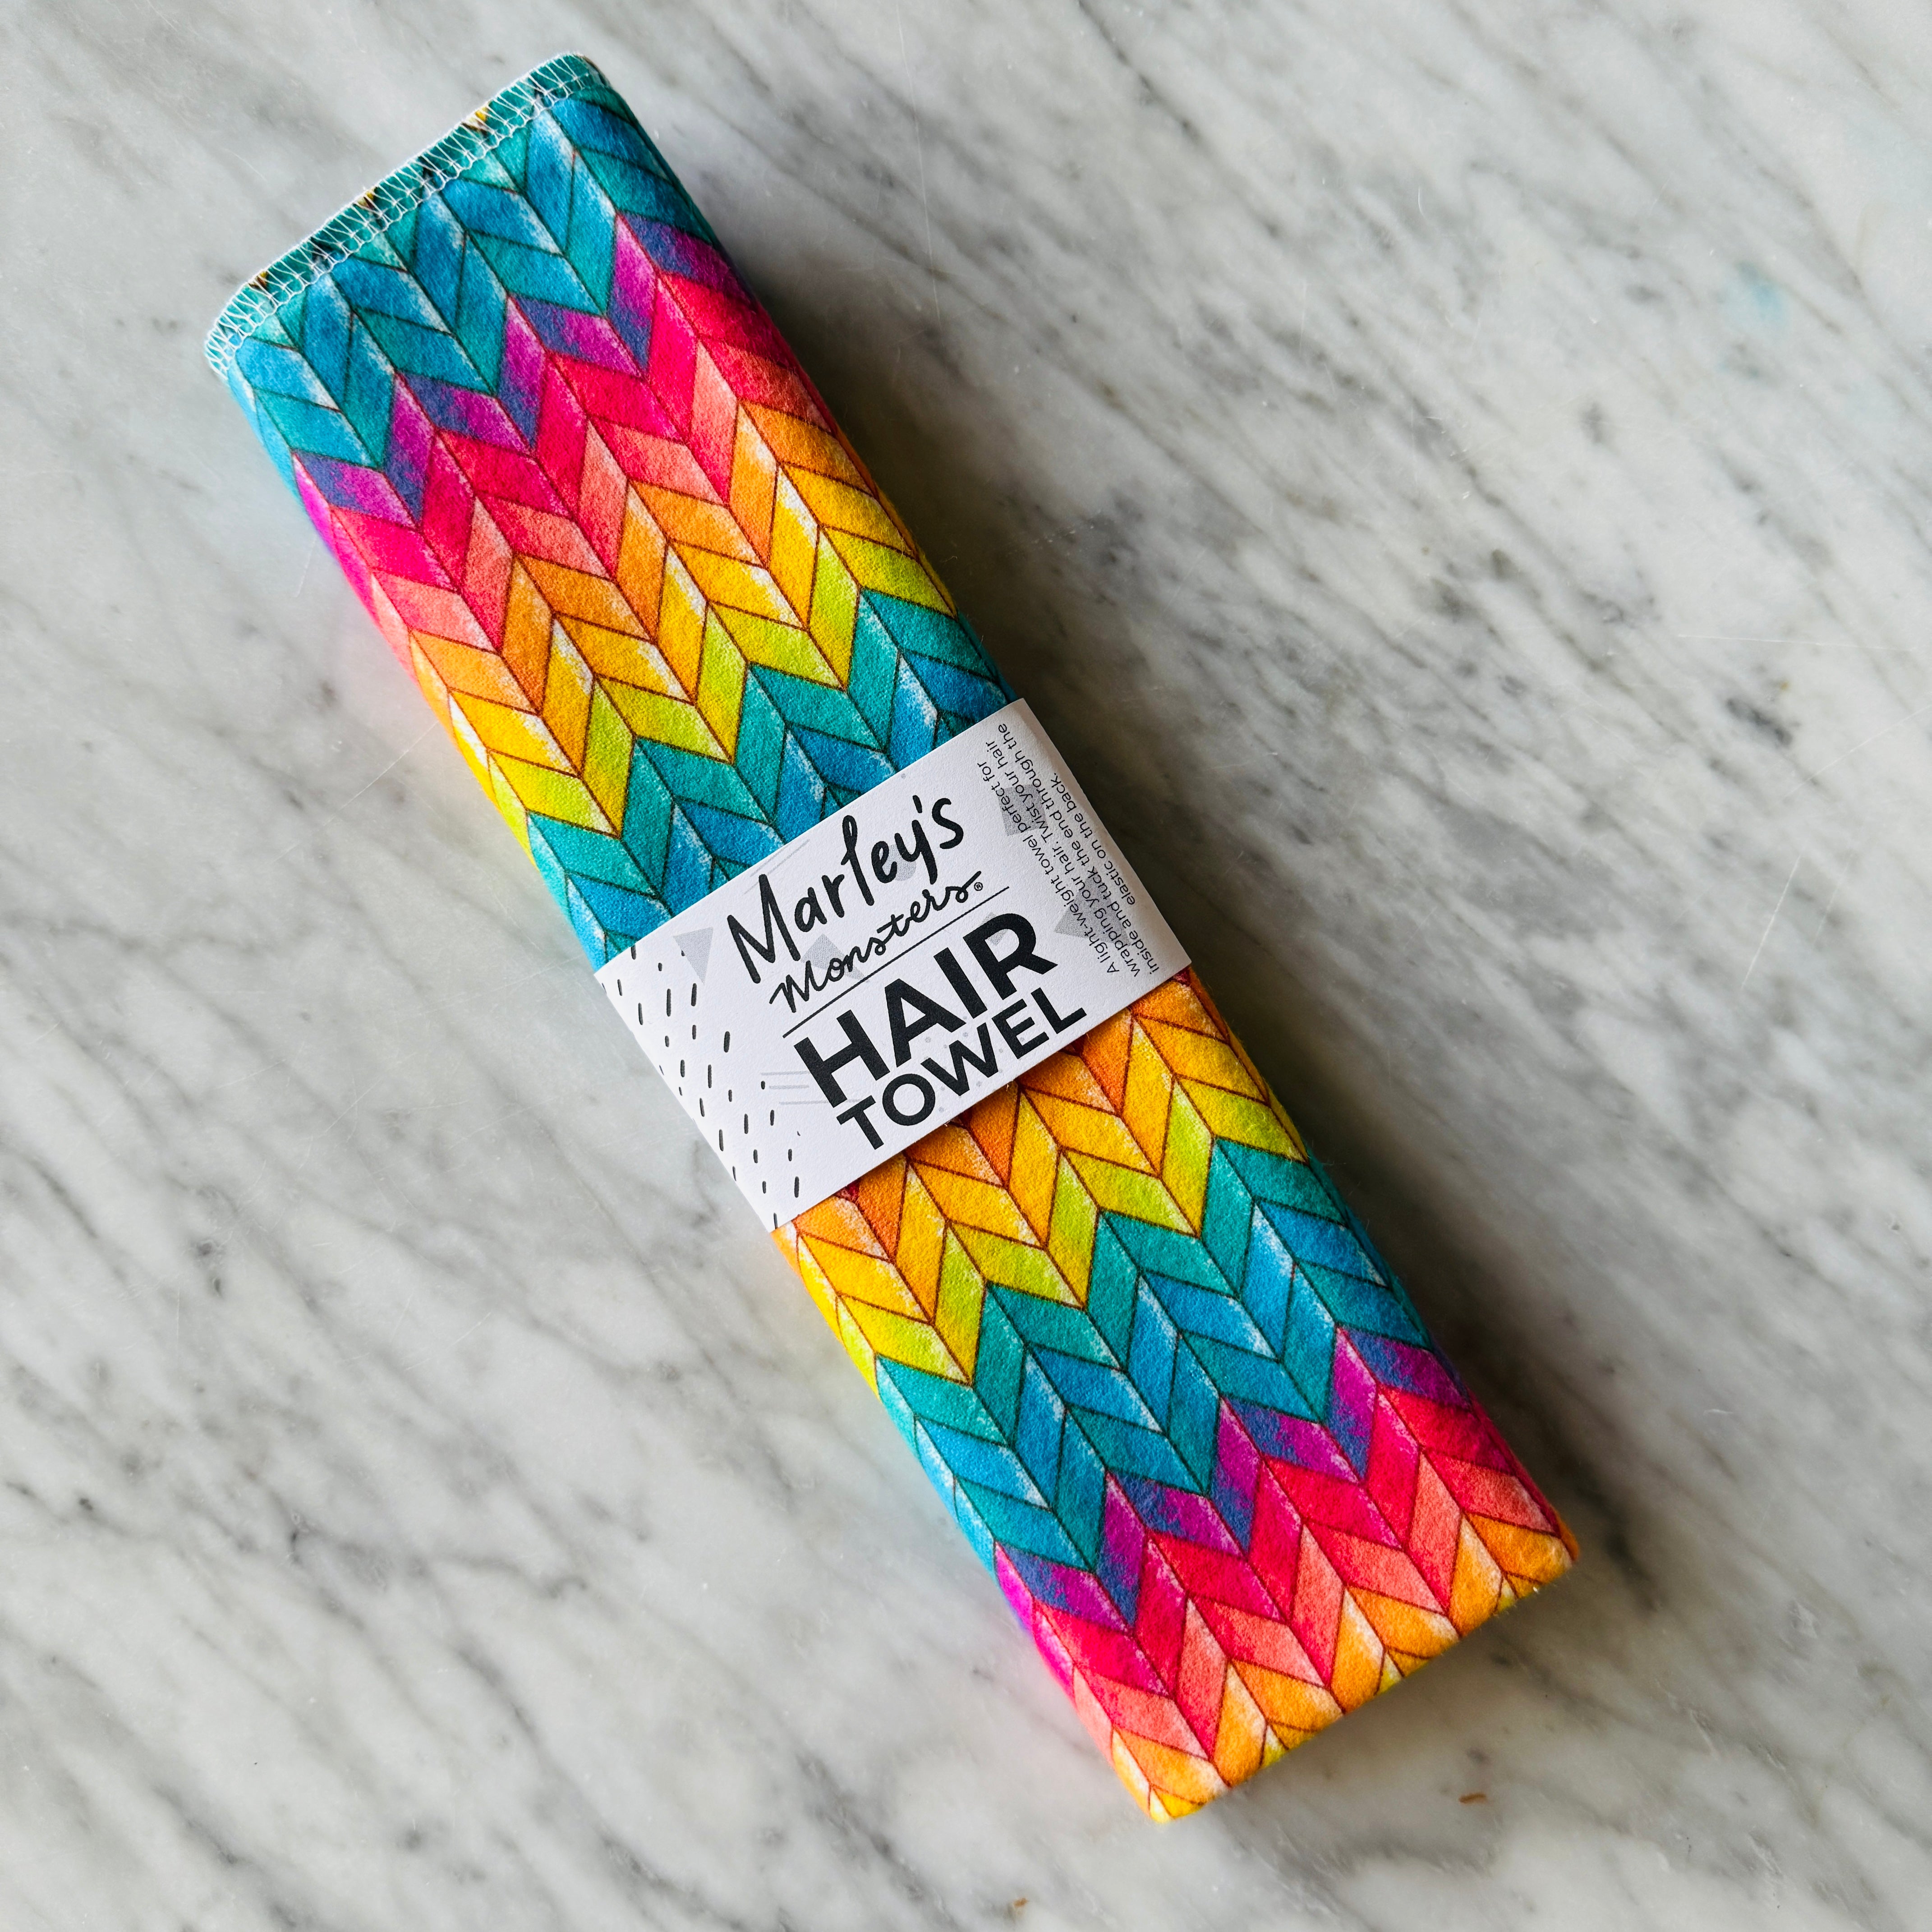 Marley's
Monsters®
HAIR
TOWEL
A light-weight towel perfect for
wrapping your hair. Twist your hair
inside and tuck the end through the
elastic on the back.